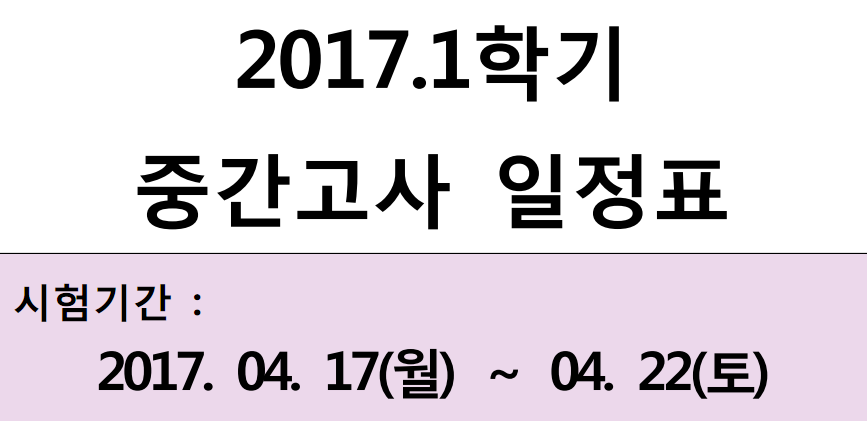 2017.1학기
중간고사 일정표
시험기간 :
2017. 04. 17(월) ~ 04. 22(토)